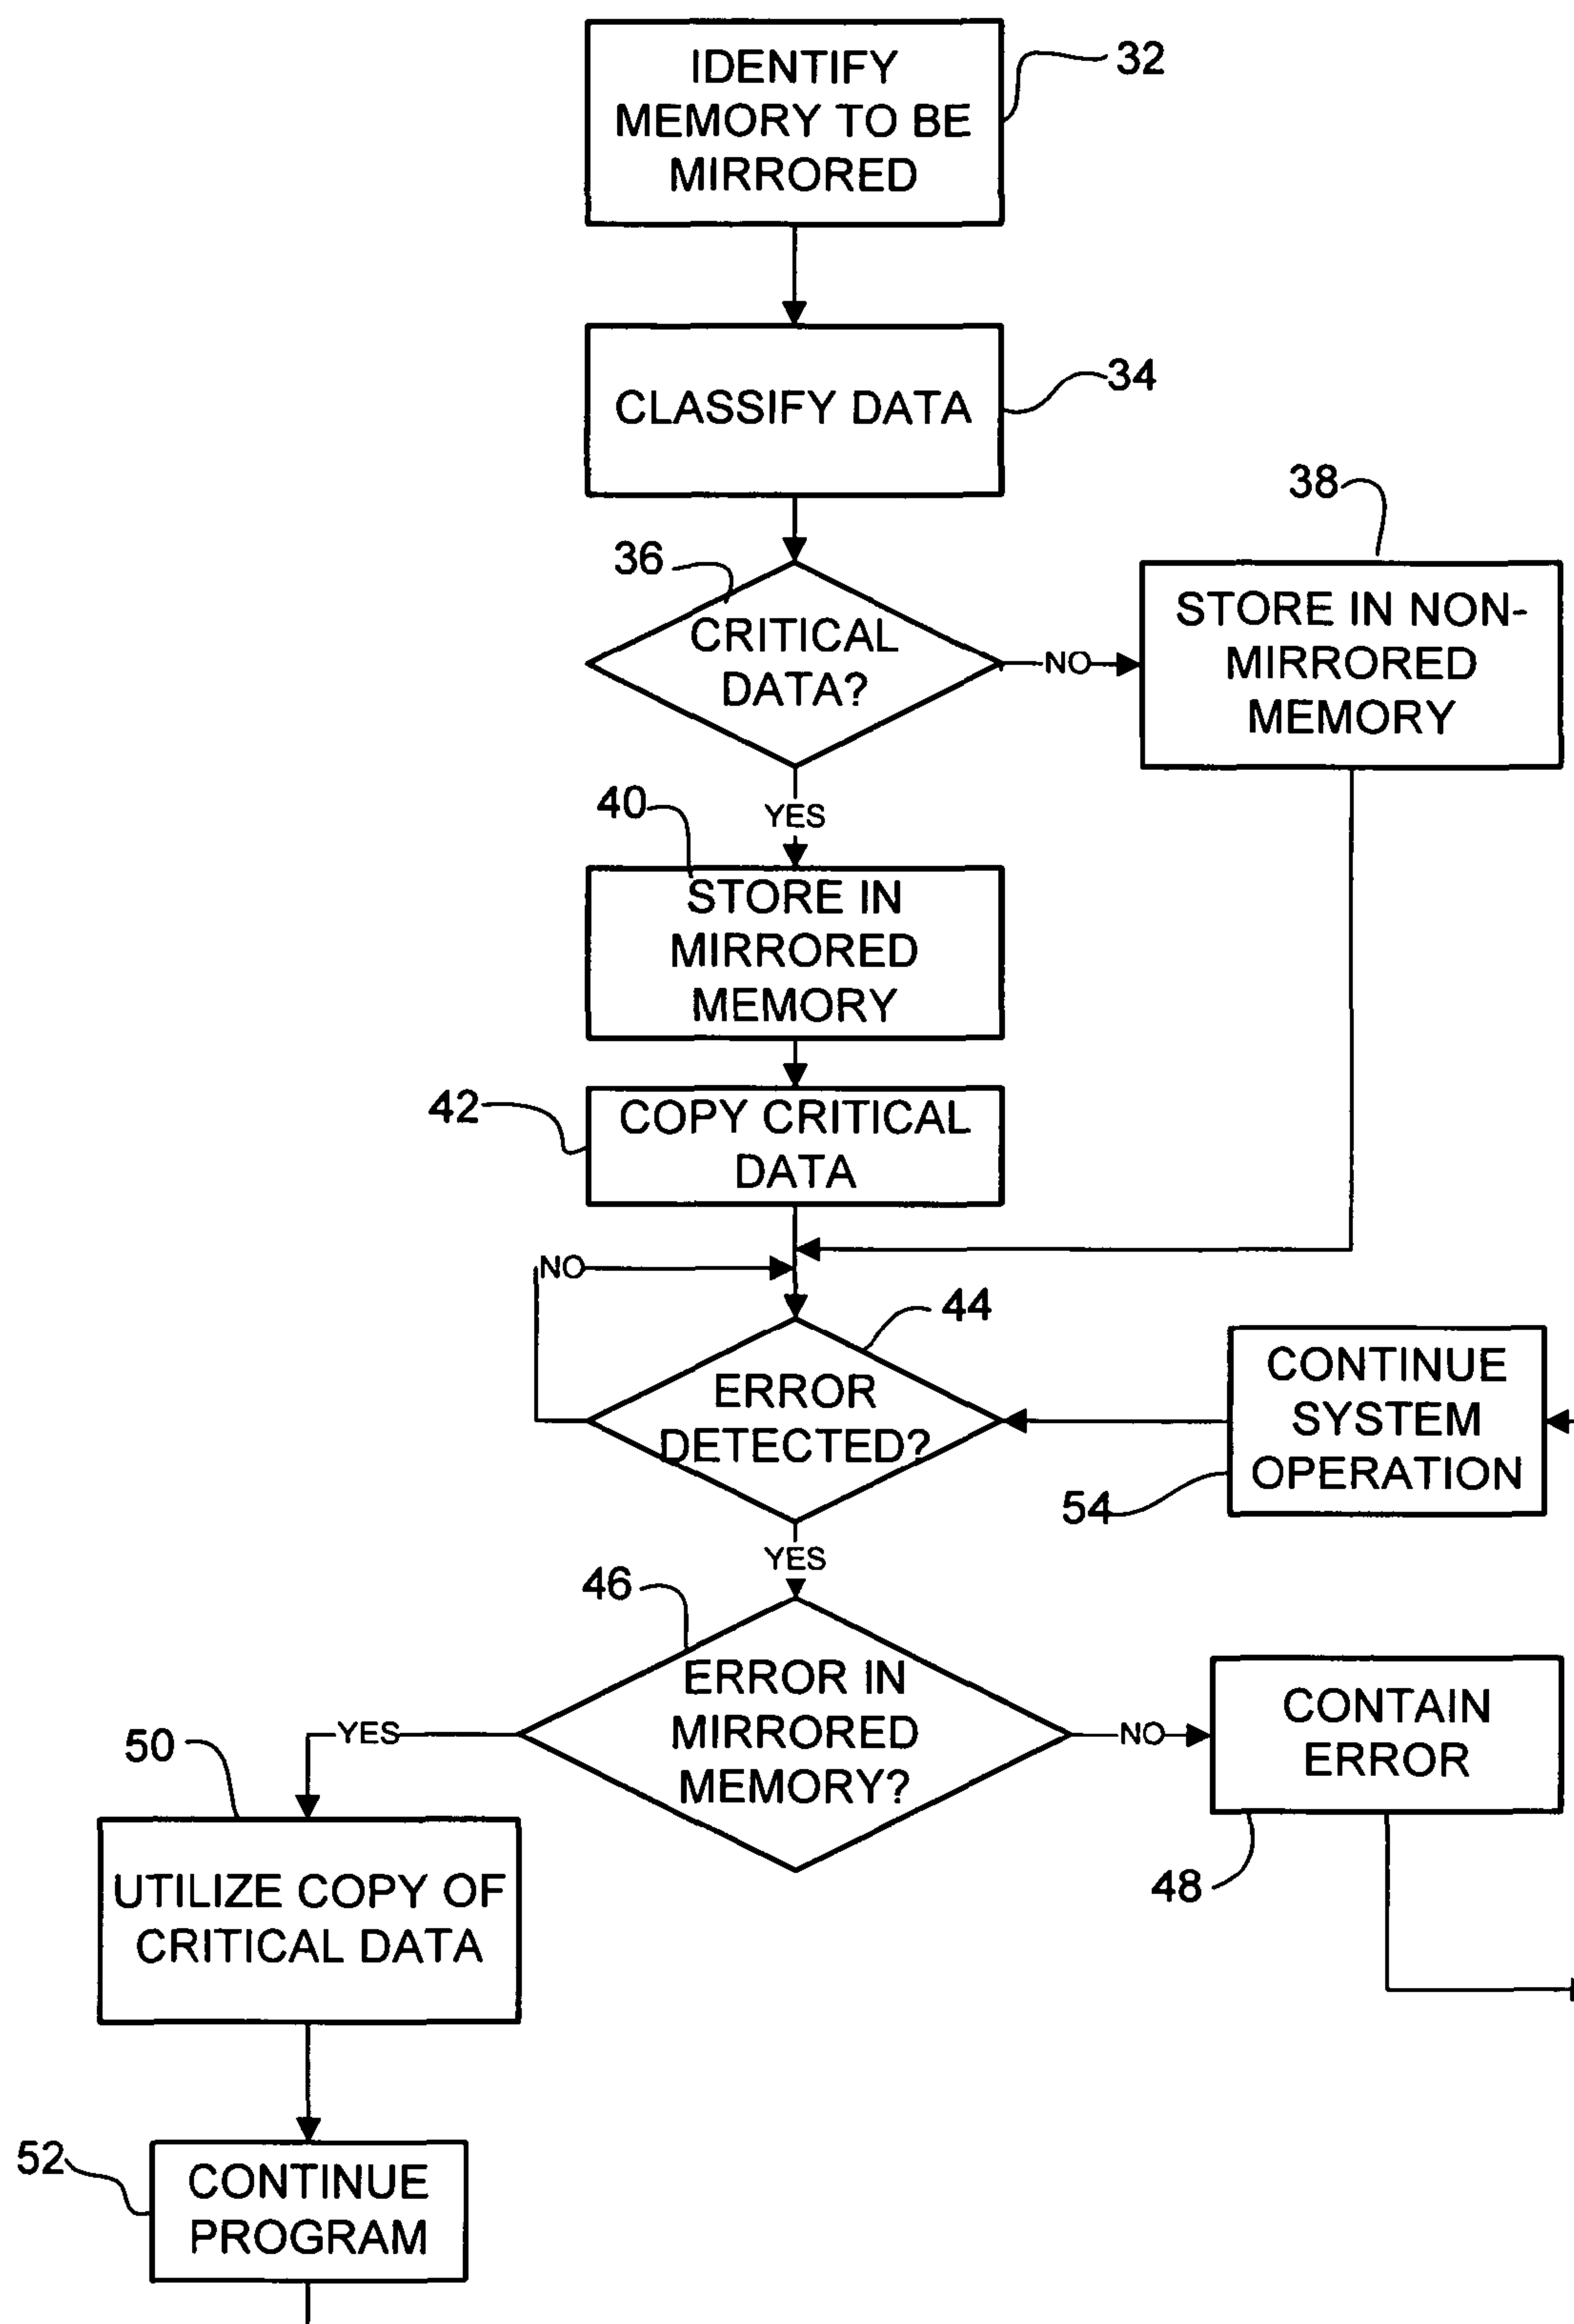 IDENTIFY
MEMORY TO BE
MIRRORED
32
CLASSIFY DATA
34
36
CRITICAL
DATA?
NO
38
STORE IN NON-
MIRRORED
MEMORY
YES
40
STORE IN
MIRRORED
MEMORY
42
COPY CRITICAL
DATA
NO
44
ERROR
DETECTED?
CONTINUE
SYSTEM
OPERATION
54
YES
46
ERROR IN
MIRRORED
MEMORY?
NO
CONTAIN
ERROR
48
YES
50
UTILIZE COPY OF
CRITICAL DATA
52
CONTINUE
PROGRAM